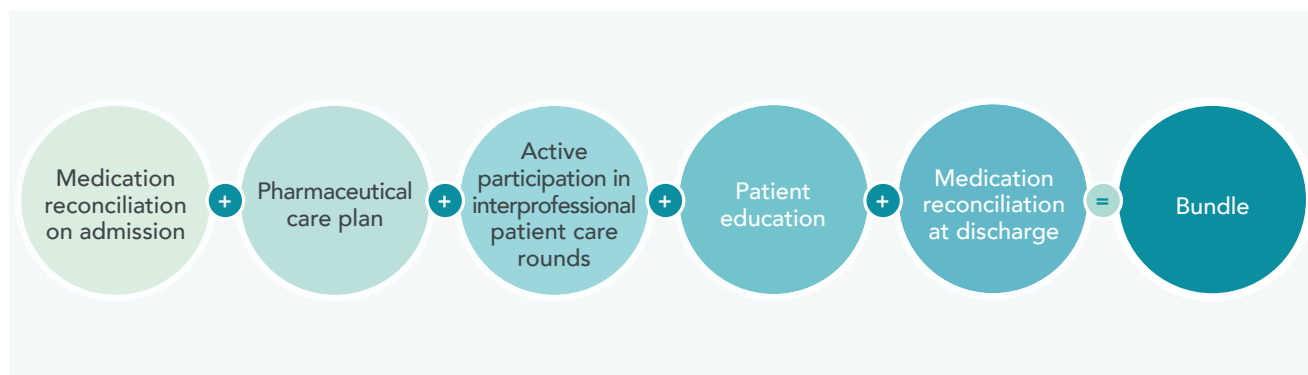 Medication
reconciliation
on admission
+
Pharmaceutical
care plan
+
Active
participation in
interprofessional
patient care
rounds
+
Patient
education
+
Medication
reconciliation
at discharge
=
Bundle